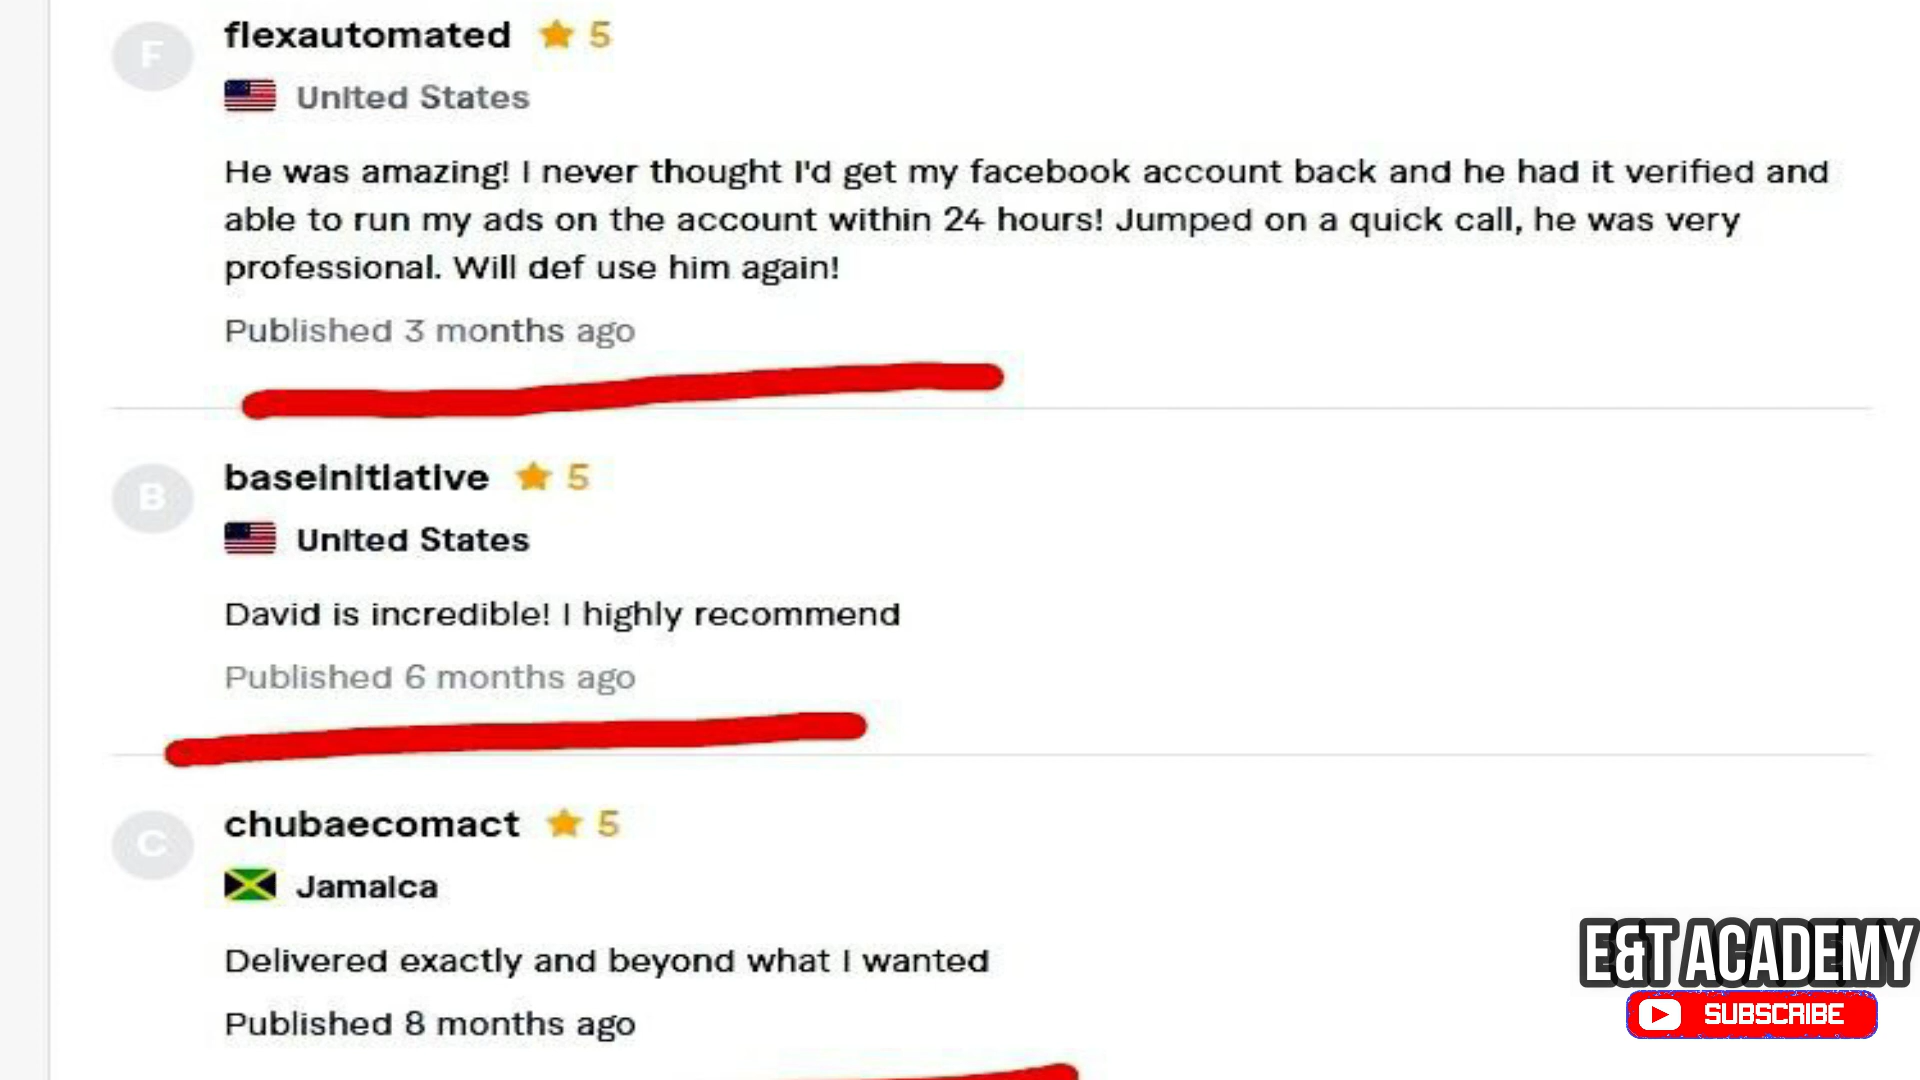 F
flexautomated ★ 5
United States
He was amazing! I never thought I'd get my facebook account back and he had it verified and
able to run my ads on the account within 24 hours! Jumped on a quick call, he was very
professional. Will def use him again!
Published 3 months ago
B
baseinitiative ★ 5
United States
David is incredible! I highly recommend
Published 6 months ago
C
chubaecomact ★ 5
Jamaica
Delivered exactly and beyond what I wanted
Published 8 months ago
E&T ACADEMY
SUBSCRIBE